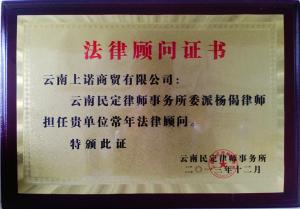 法律顾问证书
云南上诺商贸有限公司：
云南民定律师事务所委派杨偈律师
担任贵单位常年法律顾问。
特颁此证
云南民定律师事务所
二〇一三年十二月